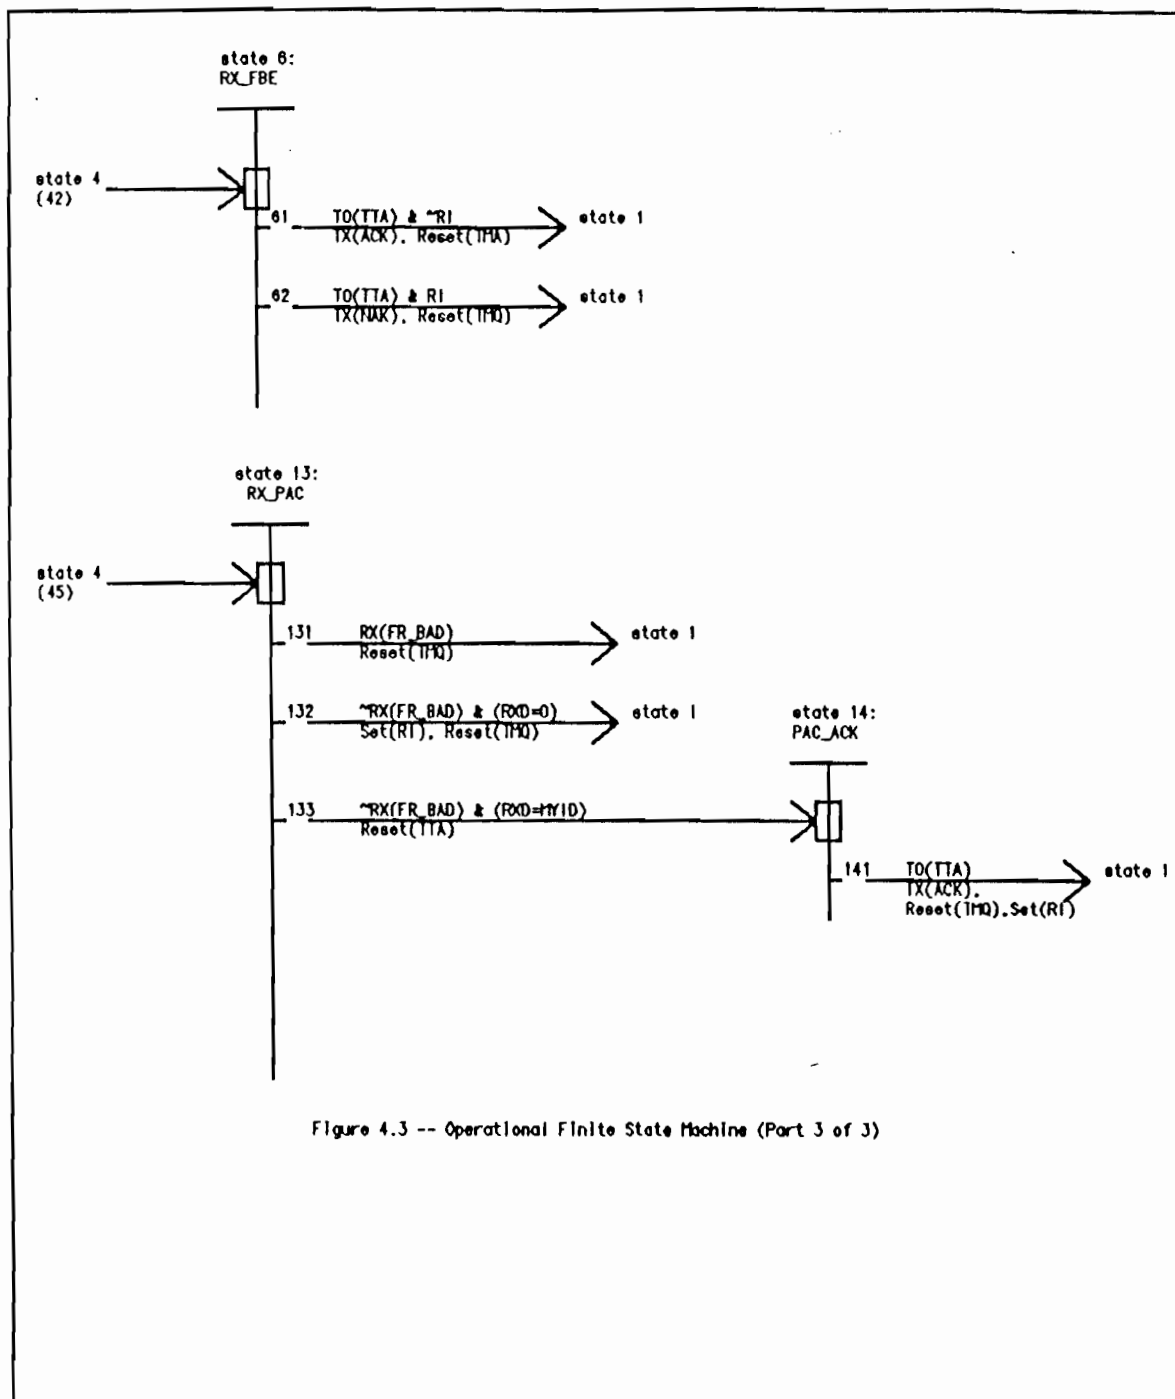 state 6:
RX_FBE
state 4
(42)
61 TO(TTA) & ~RI
TX(ACK), Reset(TMA)
state 1
62 TO(TTA) & RI
TX(NAK), Reset(TMQ)
state 1
state 13:
RX_PAC
state 4
(45)
131 RX(FR_BAD)
Reset(TMQ)
state 1
132 ~RX(FR_BAD) & (RXD=0)
Set(RI), Reset(TMQ)
state 1
state 14:
PAC_ACK
133 ~RX(FR_BAD) & (RXD=MYID)
Reset(TTA)
141 TO(TTA)
TX(ACK),
Reset(TMQ),Set(RI)
state 1
Figure 4.3 -- Operational Finite State Machine (Part 3 of 3)